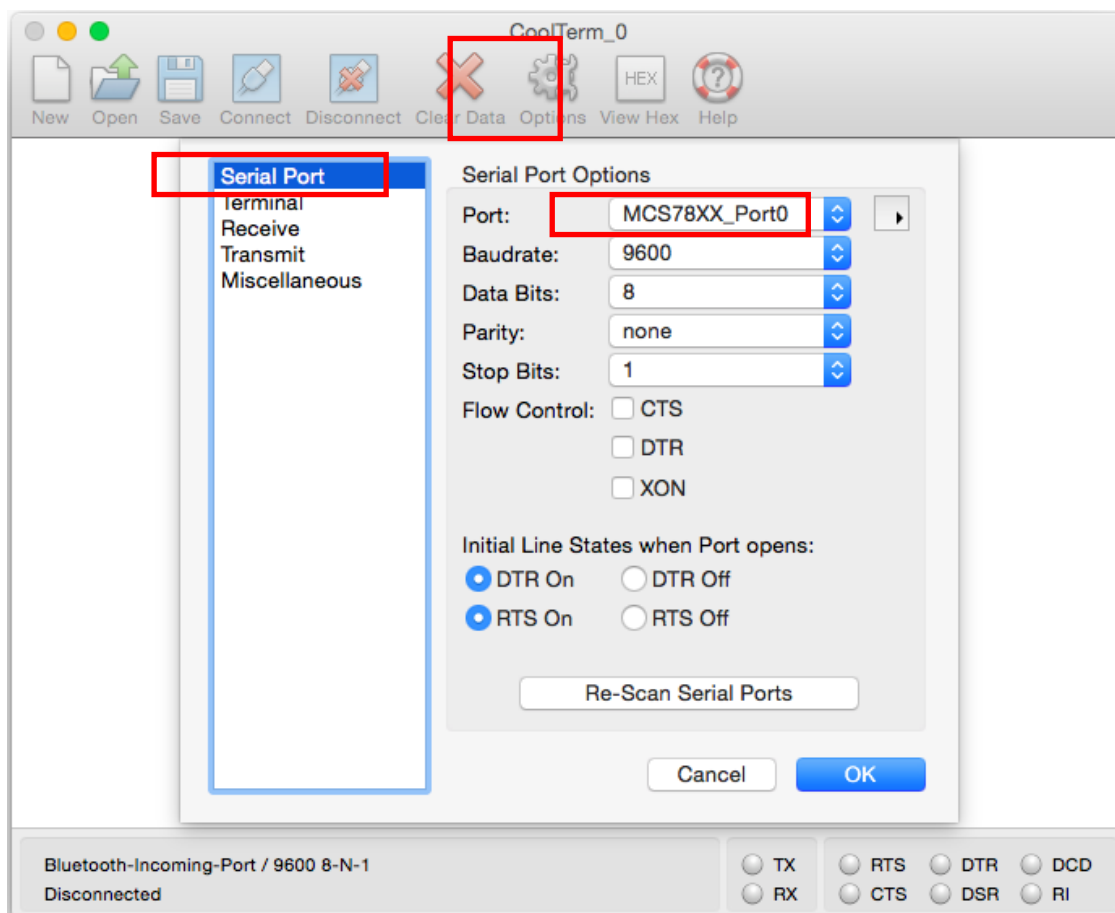 CoolTerm_0
HEX
New Open Save Connect Disconnect Clear Data Options View Hex Help
Serial Port
Terminal
Receive
Transmit
Miscellaneous
Serial Port Options
Port: MCS78XX_Port0
Baudrate: 9600
Data Bits: 8
Parity: none
Stop Bits: 1
Flow Control: CTS
DTR
XON
Initial Line States when Port opens:
DTR On DTR Off
RTS On RTS Off
Re-Scan Serial Ports
Cancel OK
Bluetooth-Incoming-Port / 9600 8-N-1
Disconnected
TX RTS DTR DCD
RX CTS DSR RI